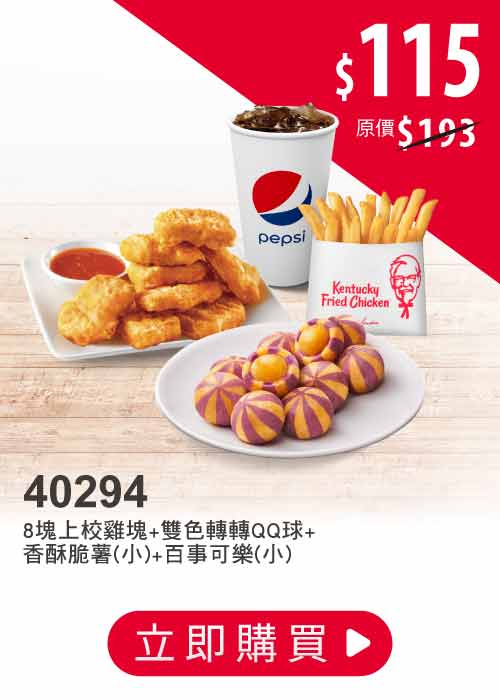 $115
原價$193
pepsi
Kentucky
Fried Chicken
40294
8塊上校雞塊+雙色轉轉QQ球+
香酥脆薯(小)+百事可樂(小)
立即購買